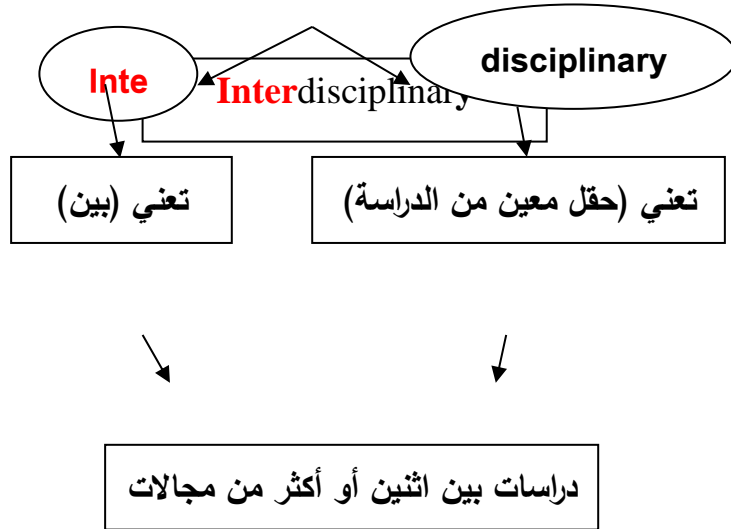 Inte
disciplinary
Interdisciplinary
تعني (بين)
تعني (حقل معين من الدراسة)
دراسات بين اثنين أو أكثر من مجالات